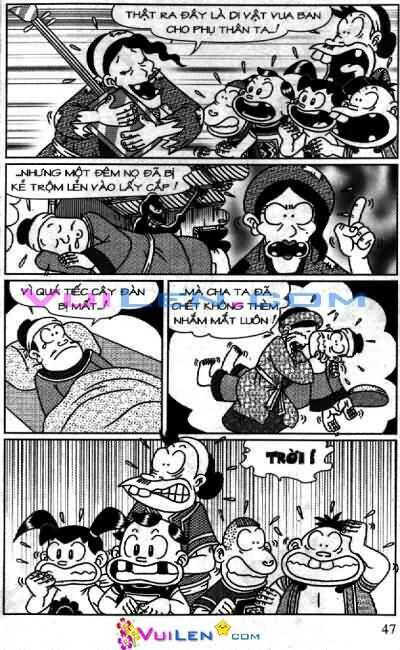 THẬT RA ĐÂY LÀ DI VẬT VUA BAN
CHO PHỤ THÂN TA...!
...NHƯNG MỘT ĐÊM NỌ ĐÃ BỊ
KẺ TRỘM LẺN VÀO LẤY CẮP!
VÌ QUÁ TIẾC CÂY ĐÀN
BỊ MẤT...
...MÀ CHA TA ĐÃ
CHẾT KHÔNG THÈM
NHẮM MẮT LUÔN!
VUILEN.COM
TRỜI!
47
VUILEN.COM